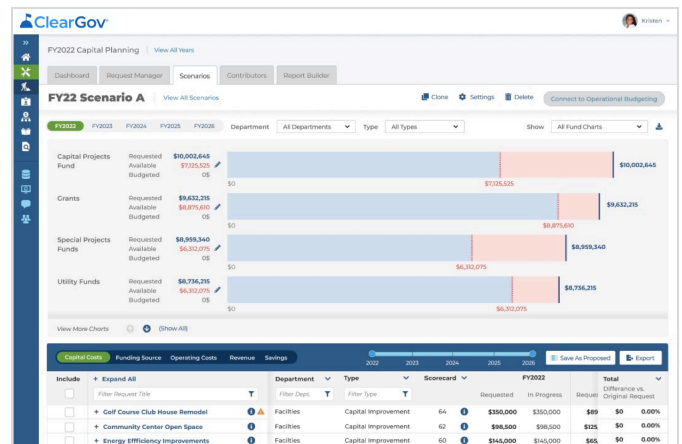 ClearGov
Kristen
FY2022 Capital Planning View All Years
Dashboard Request Manager Scenarios Contributors Report Builder
FY22 Scenario A View All Scenarios Clone Settings Delete Connect to Operational Budgeting
FY2022 FY2023 FY2024 FY2025 FY2026 Department All Departments Type All Types Show All Fund Charts
Capital Projects Requested $10,002,645
Fund Available $7,125,525 $10,002,645
Budgeted 0$
$0 $7,125,525
Grants Requested $9,632,215
Available $8,875,610 $9,632,215
Budgeted 0$
$0 $8,875,610
Special Projects Requested $8,959,340
Funds Available $6,312,075 $8,959,340
Budgeted 0$
$0 $6,312,075
Utility Funds Requested $8,736,215
Available $6,312,075 $8,736,215
Budgeted 0$
$0 $6,312,075
View More Charts (Show All)
Capital Costs Funding Source Operating Costs Revenue Savings 2022 2023 2024 2025 2026 Save As Proposed Export
Include + Expand All Department Type Scorecard FY2022 Total
Filter Request Title Filter Dept. Filter Type Requested In Progress Reques Difference vs. Original Request
+ Golf Course Club House Remodel Facilities Capital Improvement 64 $350,000 $350,000 $89 $0 0.00%
+ Community Center Open Space Facilities Capital Improvement 62 $98,500 $98,500 $125 $0 0.00%
+ Energy Effficiency Improvements Facilities Capital Improvement 60 $145,000 $145,000 $65 $0 0.00%